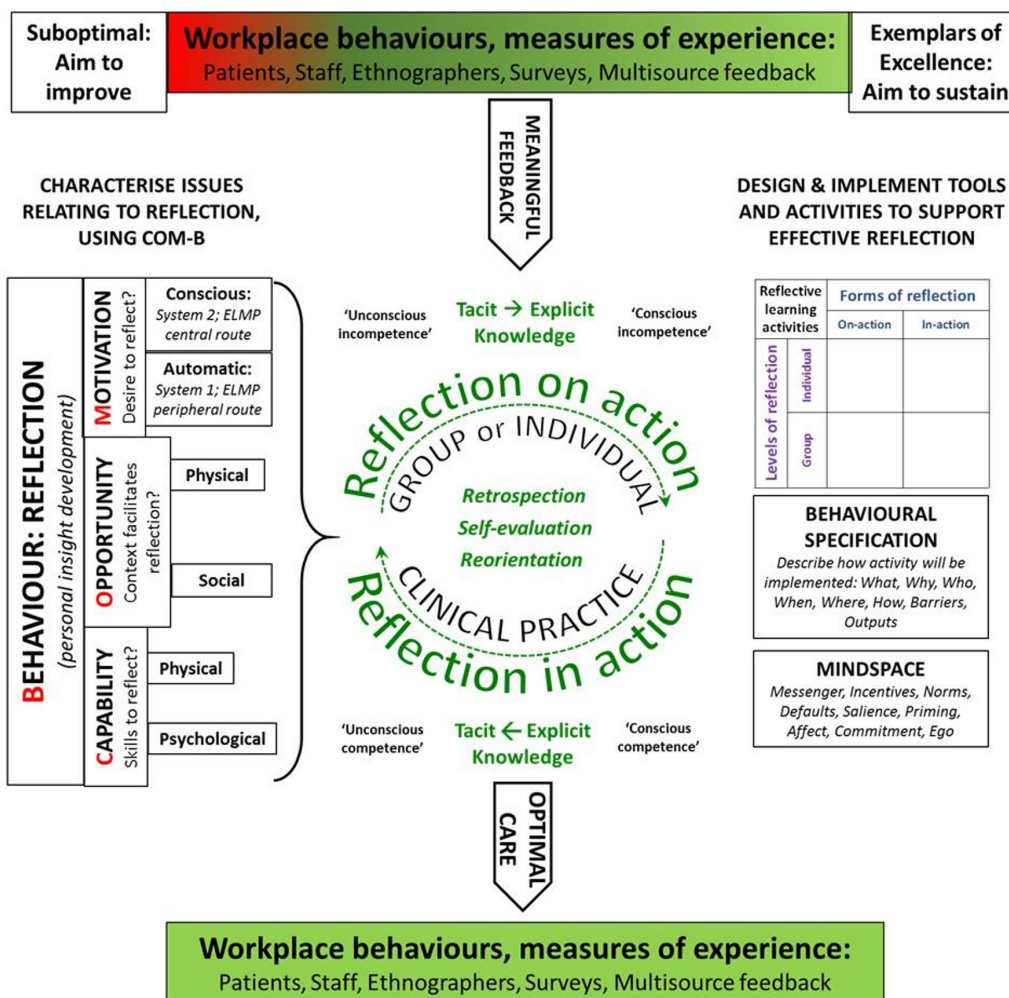 Suboptimal:
Aim to
improve
Workplace behaviours, measures of experience:
Patients, Staff, Ethnographers, Surveys, Multisource feedback
Exemplars of
Excellence:
Aim to sustain
MEANINGFUL
FEEDBACK
CHARACTERISE ISSUES
RELATING TO REFLECTION,
USING COM-B
BEHAVIOUR: REFLECTION
(personal insight development)
MOTIVATION
Desire to reflect?
Conscious:
System 2; ELMP
central route
Automatic:
System 1; ELMP
peripheral route
OPPORTUNITY
Context facilitates
reflection?
Physical
Social
CAPABILITY
Skills to reflect?
Physical
Psychological
‘Unconscious
incompetence’
Tacit → Explicit
Knowledge
‘Conscious
incompetence’
Reflection on action
GROUP or INDIVIDUAL
Retrospection
Self-evaluation
Reorientation
CLINICAL PRACTICE
Reflection in action
‘Unconscious
competence’
Tacit ← Explicit
Knowledge
‘Conscious
competence’
DESIGN & IMPLEMENT TOOLS
AND ACTIVITIES TO SUPPORT
EFFECTIVE REFLECTION
Reflective
learning
activities
Forms of reflection
On-action
In-action
Levels of reflection
Individual
Group
BEHAVIOURAL
SPECIFICATION
Describe how activity will be
implemented: What, Why, Who,
When, Where, How, Barriers,
Outputs
MINDSPACE
Messenger, Incentives, Norms,
Defaults, Salience, Priming,
Affect, Commitment, Ego
OPTIMAL
CARE
Workplace behaviours, measures of experience:
Patients, Staff, Ethnographers, Surveys, Multisource feedback